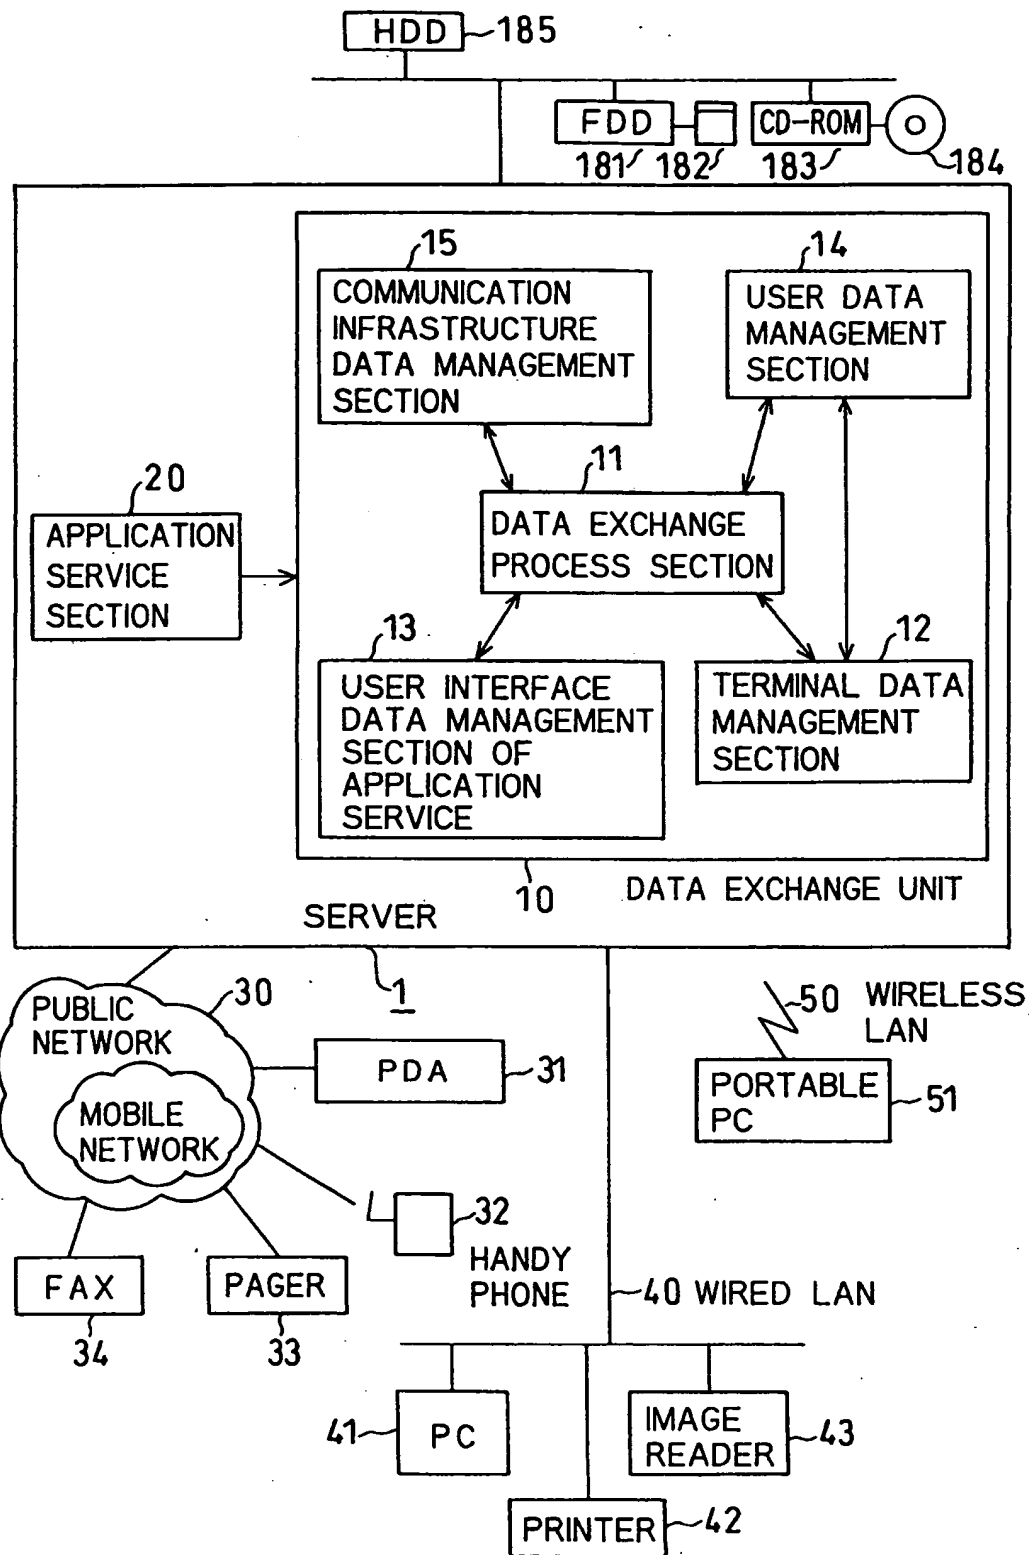 HDD 185
FDD CD-ROM
181 182 183 184
15 14
COMMUNICATION
INFRASTRUCTURE
DATA MANAGEMENT
SECTION
USER DATA
MANAGEMENT
SECTION
11
DATA EXCHANGE
PROCESS SECTION
20
APPLICATION
SERVICE
SECTION
13
USER INTERFACE
DATA MANAGEMENT
SECTION OF
APPLICATION
SERVICE
12
TERMINAL DATA
MANAGEMENT
SECTION
10
DATA EXCHANGE UNIT
SERVER
1
30
PUBLIC
NETWORK
MOBILE
NETWORK
PDA 31
50 WIRELESS
LAN
PORTABLE
PC
51
32
HANDY
PHONE
FAX
34
PAGER
33
40 WIRED LAN
41 PC
IMAGE
READER
43
PRINTER 42